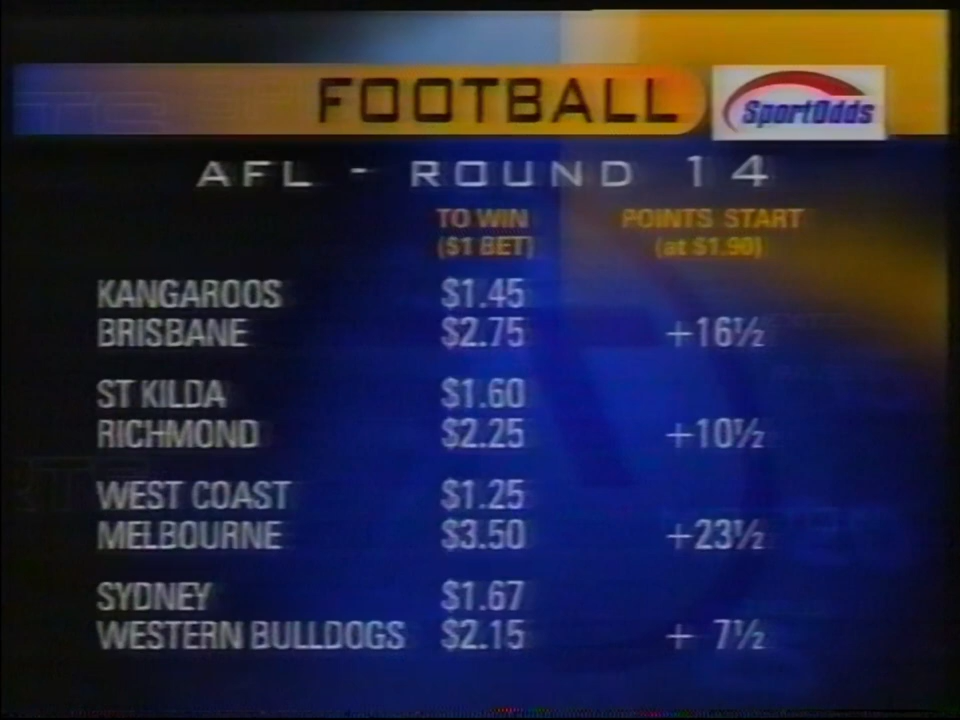 FOOTBALL SportOdds
AFL - ROUND 14
TO WIN POINTS START
($1 BET) (at $1.90)
KANGAROOS $1.45
BRISBANE $2.75 +16½
ST KILDA $1.60
RICHMOND $2.25 +10½
WEST COAST $1.25
MELBOURNE $3.50 +23½
SYDNEY $1.67
WESTERN BULLDOGS $2.15 + 7½